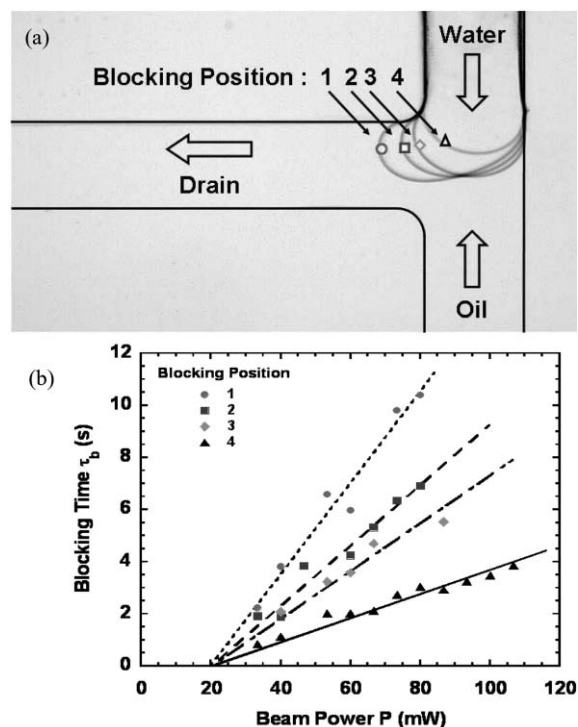 (a)
Water
Blocking Position : 1 2 3 4
Drain
Oil
(b)
12
Blocking Position
1
2
3
4
10
8
6
4
2
0
Blocking Time τb (s)
0 20 40 60 80 100 120
Beam Power P (mW)